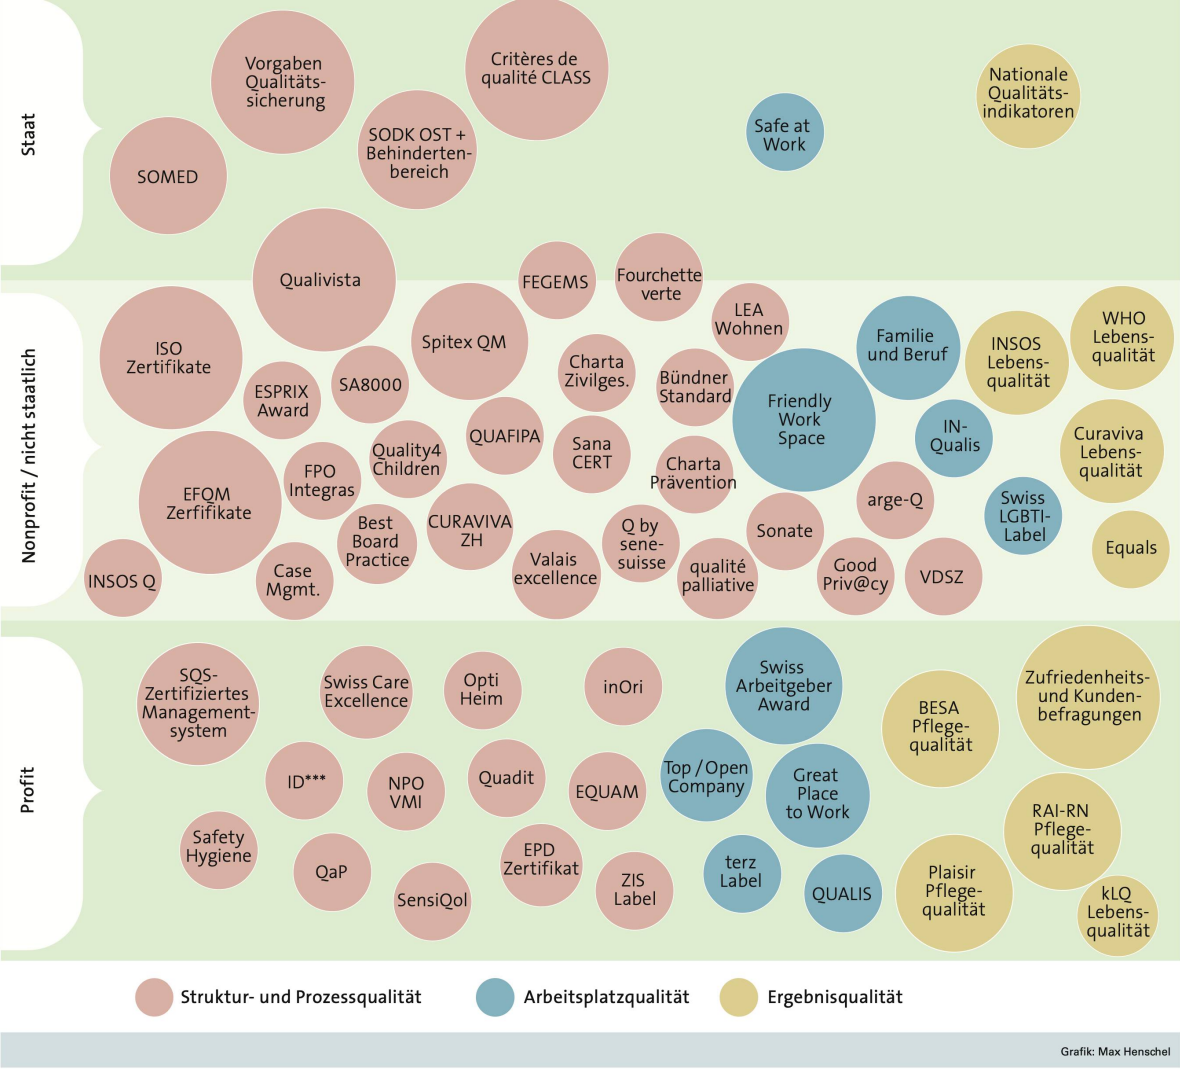 Staat
Vorgaben
Qualitäts-
sicherung
Critères de
qualité CLASS
SODK OST +
Behinderten-
bereich
SOMED
Safe at
Work
Nationale
Qualitäts-
indikatoren
Nonprofit / nicht staatlich
Qualivista
FEGEMS
Fourchette
verte
LEA
Wohnen
ISO
Zertifikate
Spitex QM
Familie
und Beruf
INSOS
Lebens-
qualität
WHO
Lebens-
qualität
ESPRIX
Award
SA8000
Charta
Zivilges.
Bündner
Standard
Friendly
Work
Space
IN-
Qualis
Curaviva
Lebens-
qualität
QUAFIPA
Sana
CERT
Quality4
Children
FPO
Integras
Charta
Prävention
EFQM
Zerfifikate
arge-Q
Swiss
LGBTI-
Label
Best
Board
Practice
CURAVIVA
ZH
Q by
sene-
suisse
Sonate
Equals
INSOS Q
Case
Mgmt.
Valais
excellence
qualité
palliative
Good
Priv@cy
VDSZ
Profit
SQS-
Zertifiziertes
Management-
system
Swiss Care
Excellence
Opti
Heim
inOri
Swiss
Arbeitgeber
Award
BESA
Pflege-
qualität
Zufriedenheits-
und Kunden-
befragungen
ID***
NPO
VMI
Quadit
EQUAM
Top / Open
Company
Great
Place
to Work
RAI-RN
Pflege-
qualität
Safety
Hygiene
QaP
SensiQol
EPD
Zertifikat
ZIS
Label
terz
Label
QUALIS
Plaisir
Pflege-
qualität
kLQ
Lebens-
qualität
Struktur- und Prozessqualität
Arbeitsplatzqualität
Ergebnisqualität
Grafik: Max Henschel